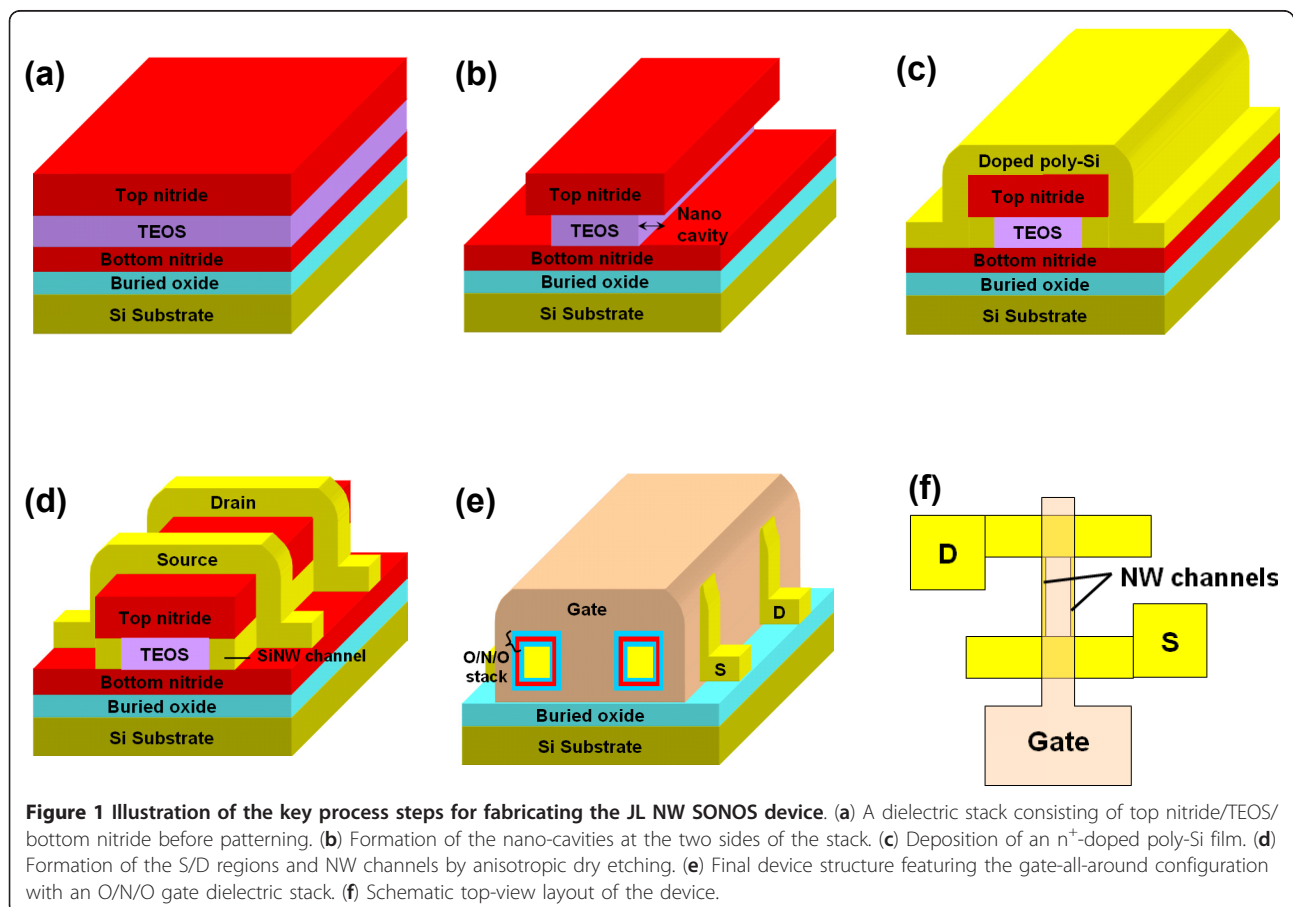 (a)
Top nitride
TEOS
Bottom nitride
Buried oxide
Si Substrate
(b)
Top nitride
TEOS
Nano
cavity
Bottom nitride
Buried oxide
Si Substrate
(c)
Doped poly-Si
Top nitride
TEOS
Bottom nitride
Buried oxide
Si Substrate
(d)
Drain
Source
Top nitride
TEOS
SiNW channel
Bottom nitride
Buried oxide
Si Substrate
(e)
Gate
O/N/O
stack
S
D
Buried oxide
Si Substrate
(f)
D
NW channels
S
Gate
Figure 1 Illustration of the key process steps for fabricating the JL NW SONOS device. (a) A dielectric stack consisting of top nitride/TEOS/
bottom nitride before patterning. (b) Formation of the nano-cavities at the two sides of the stack. (c) Deposition of an n⁺-doped poly-Si film. (d)
Formation of the S/D regions and NW channels by anisotropic dry etching. (e) Final device structure featuring the gate-all-around configuration
with an O/N/O gate dielectric stack. (f) Schematic top-view layout of the device.